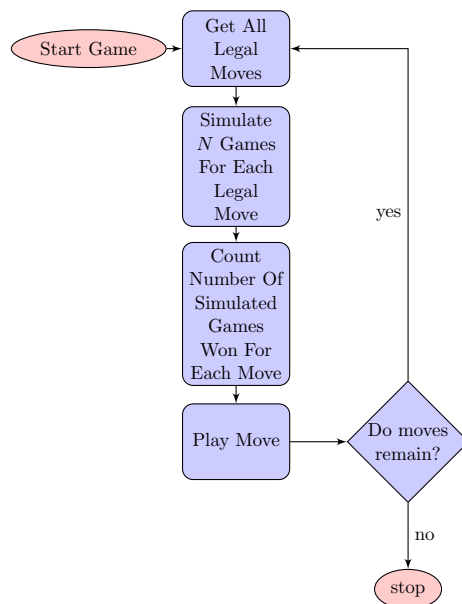 Start Game
Get All
Legal
Moves
Simulate
N Games
For Each
Legal
Move
yes
Count
Number Of
Simulated
Games
Won For
Each Move
Play Move
Do moves
remain?
no
stop